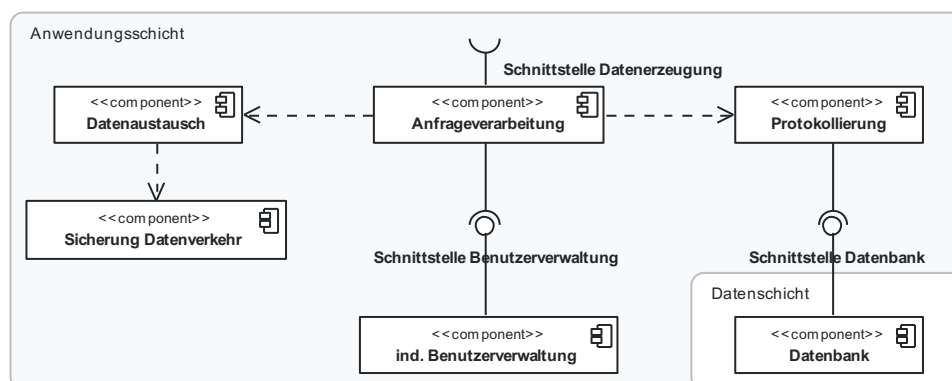 Anwendungsschicht
Schnittstelle Datenerzeugung
<<component>>
Datenaustausch
<<component>>
Anfrageverarbeitung
<<component>>
Protokollierung
<<component>>
Sicherung Datenverkehr
Schnittstelle Benutzerverwaltung
Schnittstelle Datenbank
Datenschicht
<<component>>
ind. Benutzerverwaltung
<<component>>
Datenbank